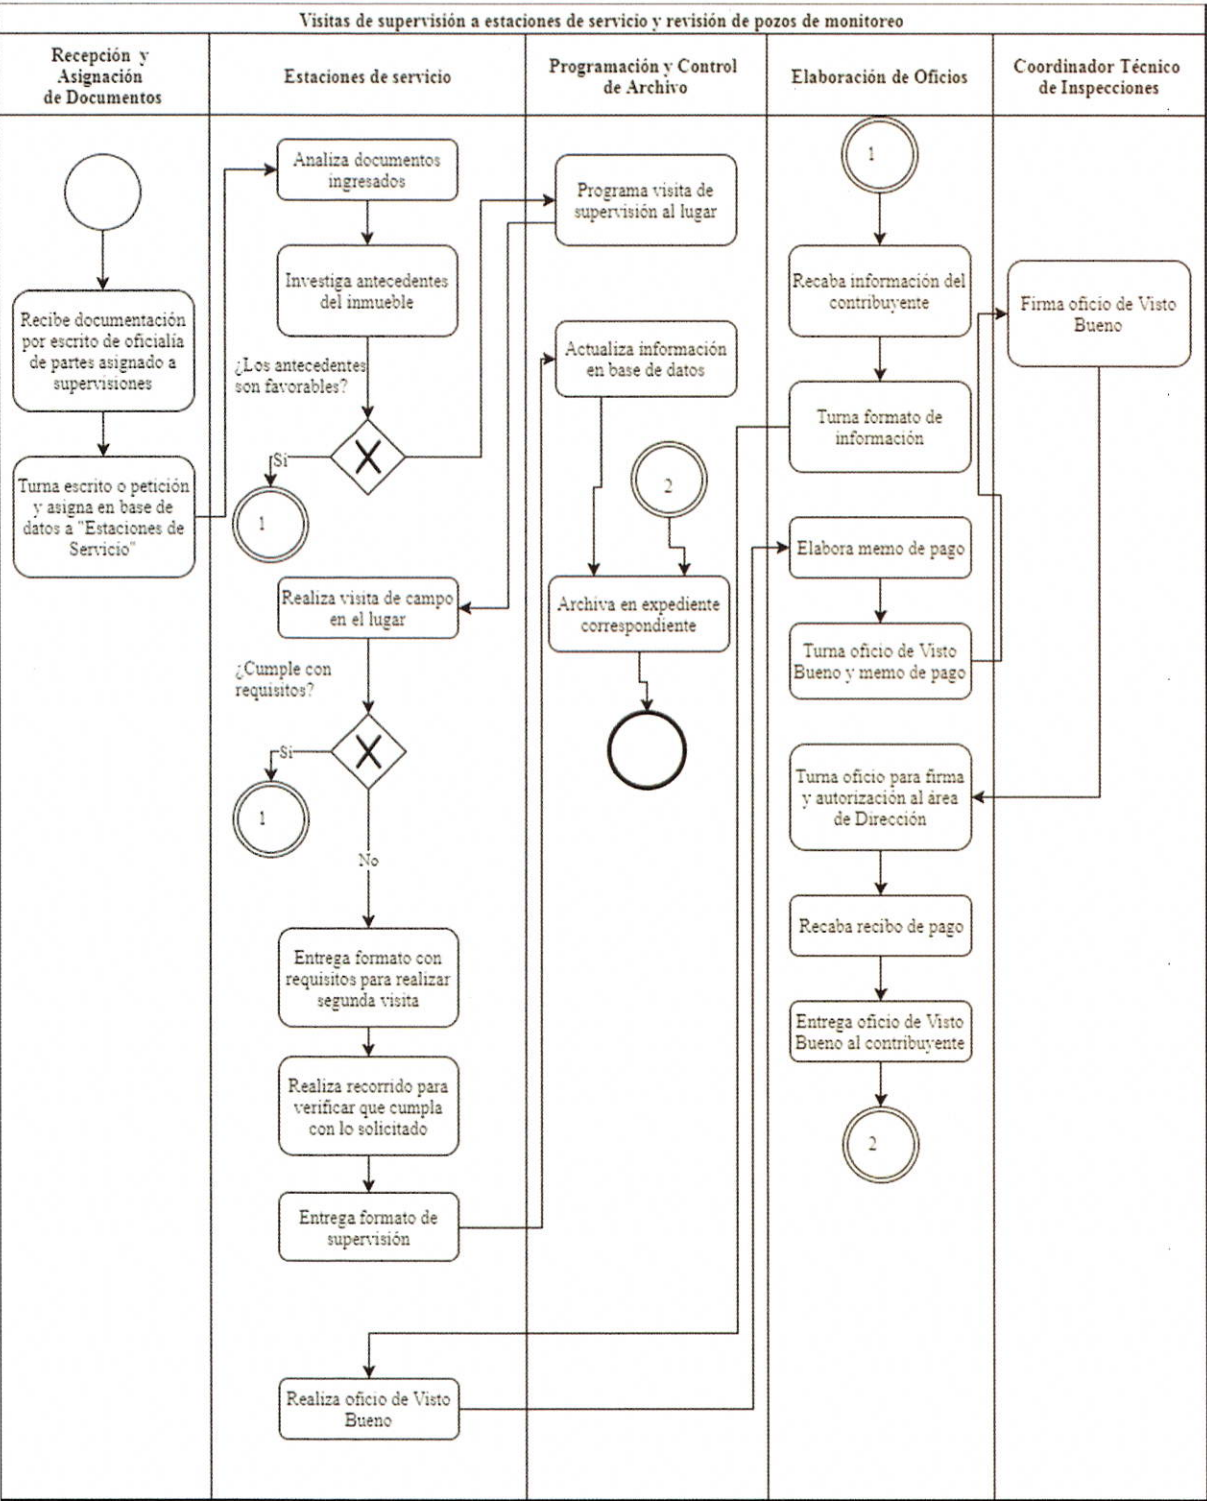 Visitas de supervisión a estaciones de servicio y revisión de pozos de monitoreo
Recepción y
Asignación
de Documentos
Estaciones de servicio
Programación y Control
de Archivo
Elaboración de Oficios
Coordinador Técnico
de Inspecciones
Recibe documentación
por escrito de oficialía
de partes asignado a
supervisiones
Turna escrito o petición
y asigna en base de
datos a "Estaciones de
Servicio"
Analiza documentos
ingresados
Investiga antecedentes
del inmueble
¿Los antecedentes
son favorables?
Si
1
Realiza visita de campo
en el lugar
¿Cumple con
requisitos?
Si
1
No
Entrega formato con
requisitos para realizar
segunda visita
Realiza recorrido para
verificar que cumpla
con lo solicitado
Entrega formato de
supervisión
Realiza oficio de Visto
Bueno
Programa visita de
supervisión al lugar
Actualiza información
en base de datos
2
Archiva en expediente
correspondiente
1
Recaba información del
contribuyente
Turna formato de
información
Elabora memo de pago
Turna oficio de Visto
Bueno y memo de pago
Turna oficio para firma
y autorización al área
de Dirección
Recaba recibo de pago
Entrega oficio de Visto
Bueno al contribuyente
2
Firma oficio de Visto
Bueno